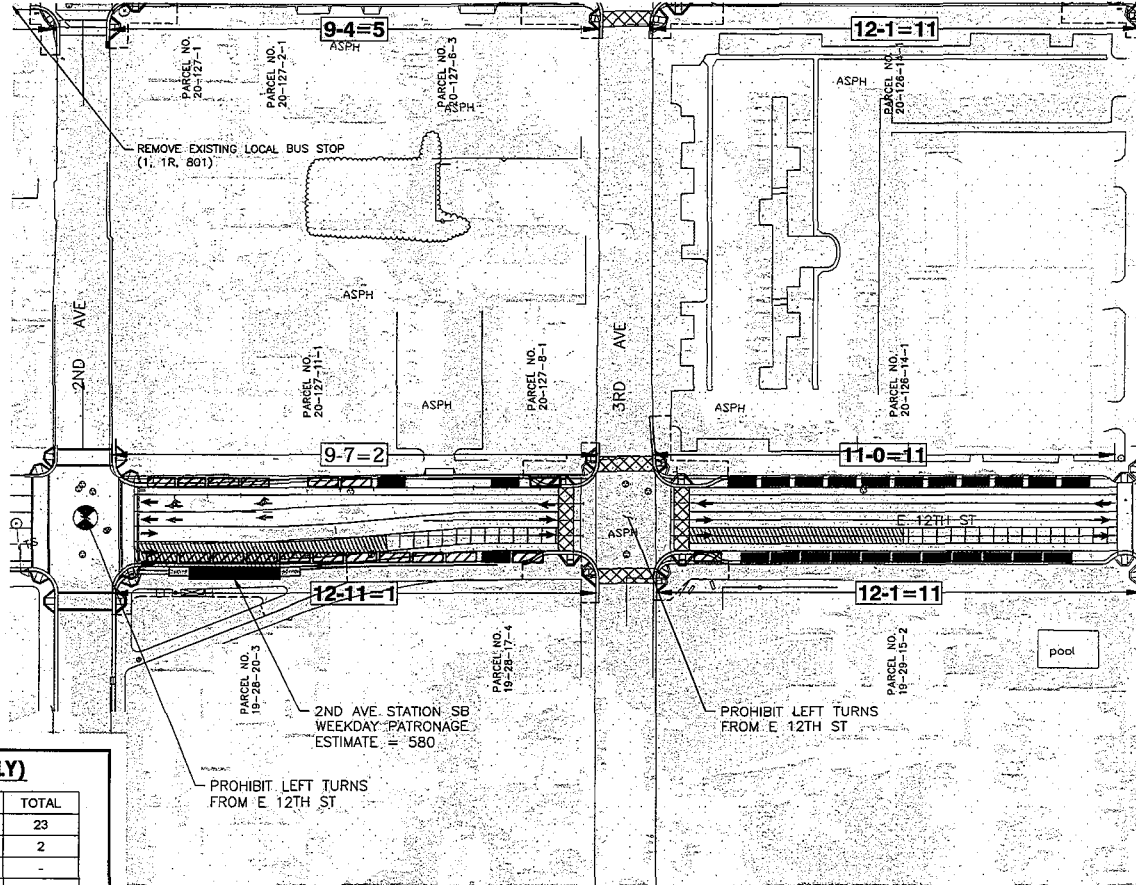 9-4=5
12-1=11
ASPH
PARCEL NO.
20-127-1
PARCEL NO.
20-127-2-1
PARCEL NO.
20-127-6-3
ASPH
ASPH
PARCEL NO.
20-126-14-1
REMOVE EXISTING LOCAL BUS STOP
(1, 1R, 801)
ASPH
2ND AVE
3RD AVE
PARCEL NO.
20-127-11-1
ASPH
PARCEL NO.
20-127-8-1
ASPH
PARCEL NO.
20-126-14-1
9-7=2
11-0=11
E 12TH ST
ASPH
12-11=1
12-1=11
PARCEL NO.
19-28-20-3
PARCEL NO.
19-28-17-4
PARCEL NO.
19-29-15-2
pool
2ND AVE. STATION SB
WEEKDAY PATRONAGE
ESTIMATE = 580
PROHIBIT LEFT TURNS
FROM E 12TH ST
PROHIBIT LEFT TURNS
FROM E 12TH ST
LY)
TOTAL
23
2
-